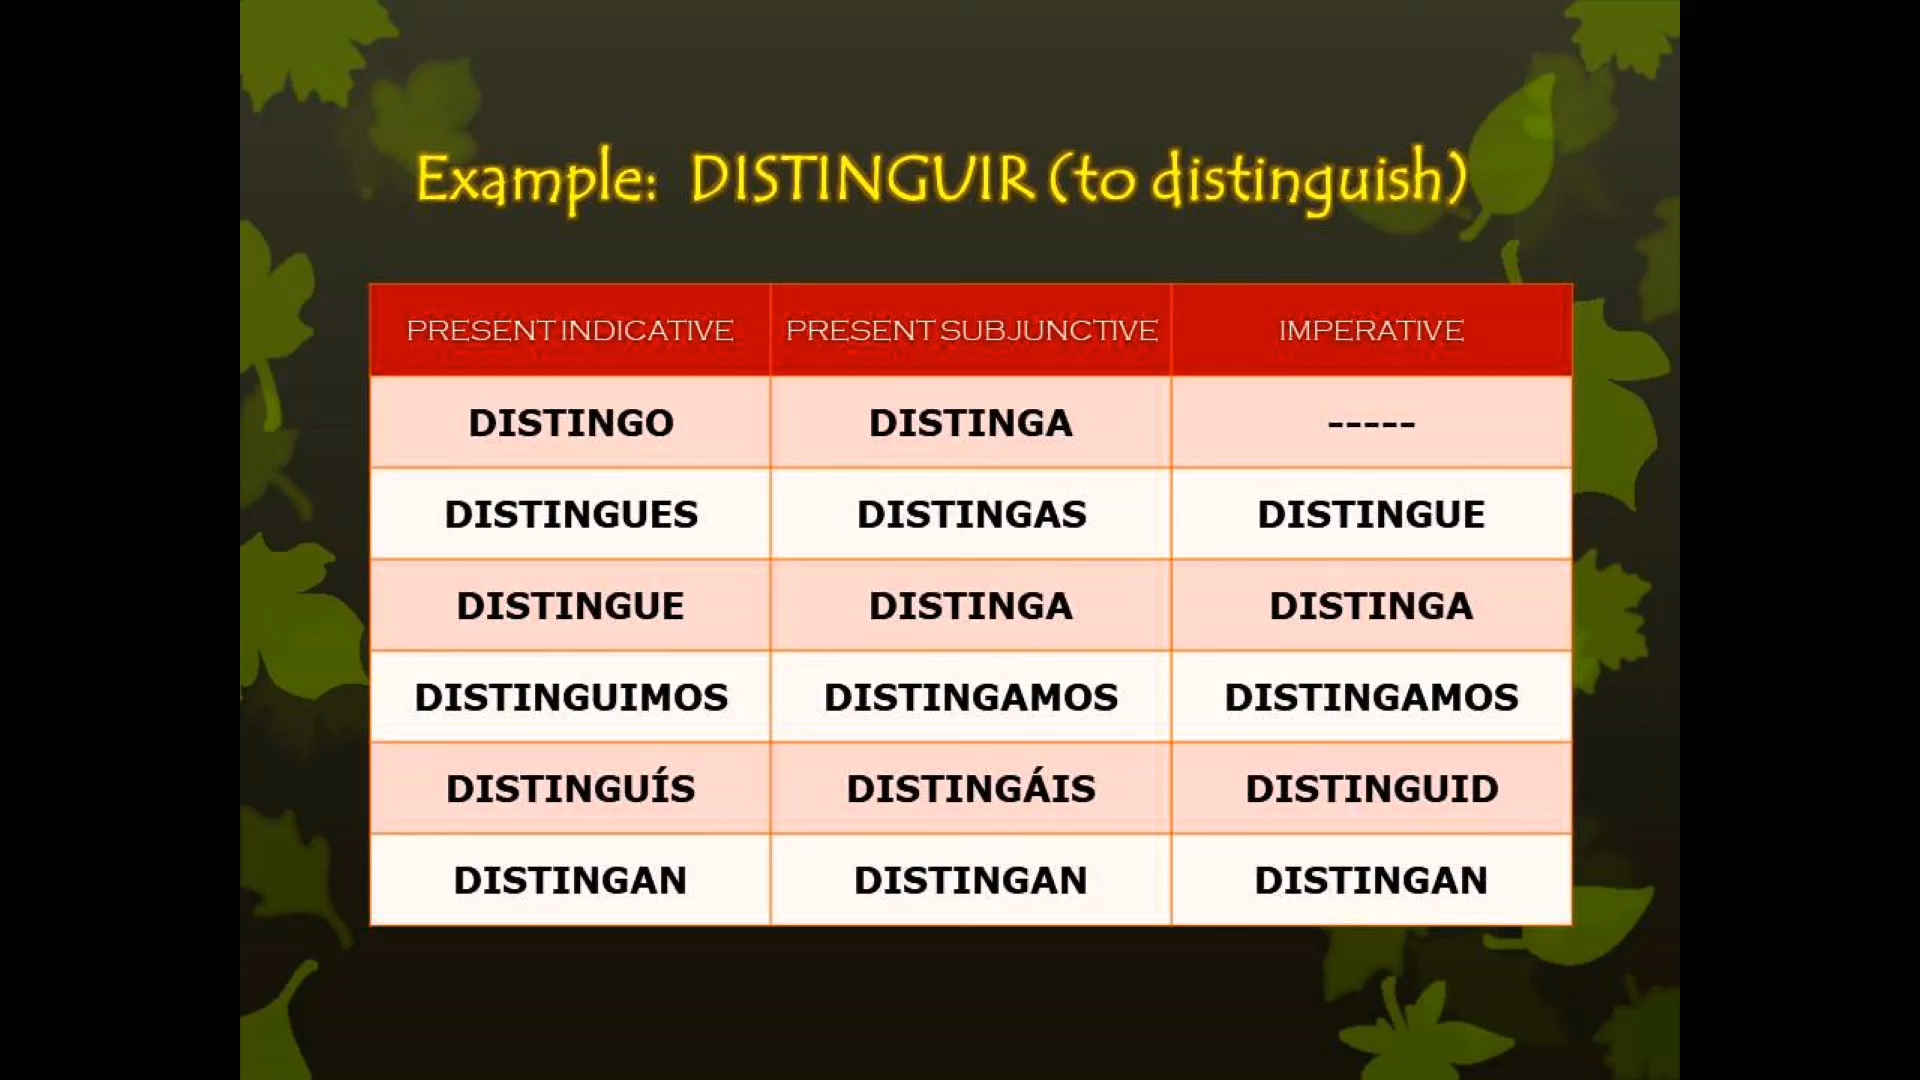 Example: DISTINGUIR (to distinguish)
PRESENT INDICATIVE PRESENT SUBJUNCTIVE IMPERATIVE
DISTINGO DISTINGA -----
DISTINGUES DISTINGAS DISTINGUE
DISTINGUE DISTINGA DISTINGA
DISTINGUIMOS DISTINGAMOS DISTINGAMOS
DISTINGUÍS DISTINGÁIS DISTINGUID
DISTINGAN DISTINGAN DISTINGAN